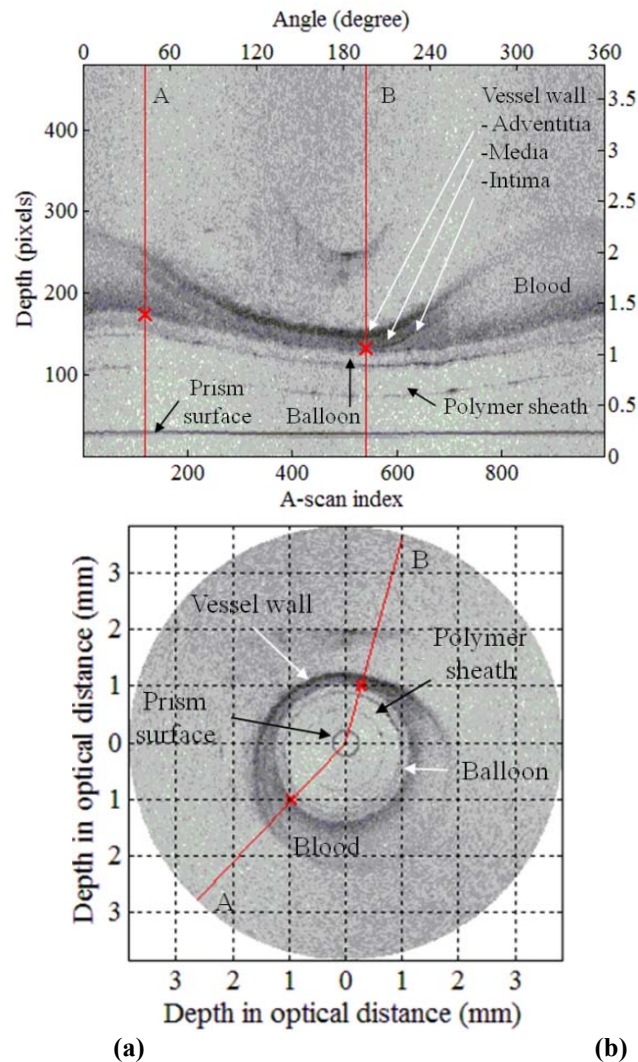 Angle (degree)
0 60 120 180 240 300 360
A
B
Vessel wall
- Adventitia
-Media
-Intima
Blood
Depth (pixels)
400
300
200
100
3.5
3
2.5
2
1.5
1
0.5
0
Prism
surface
Balloon
Polymer sheath
200 400 600 800
A-scan index
B
Vessel wall
Polymer
sheath
Prism
surface
Balloon
Blood
A
Depth in optical distance (mm)
3
2
1
0
1
2
3
3 2 1 0 1 2 3
Depth in optical distance (mm)
(a) (b)